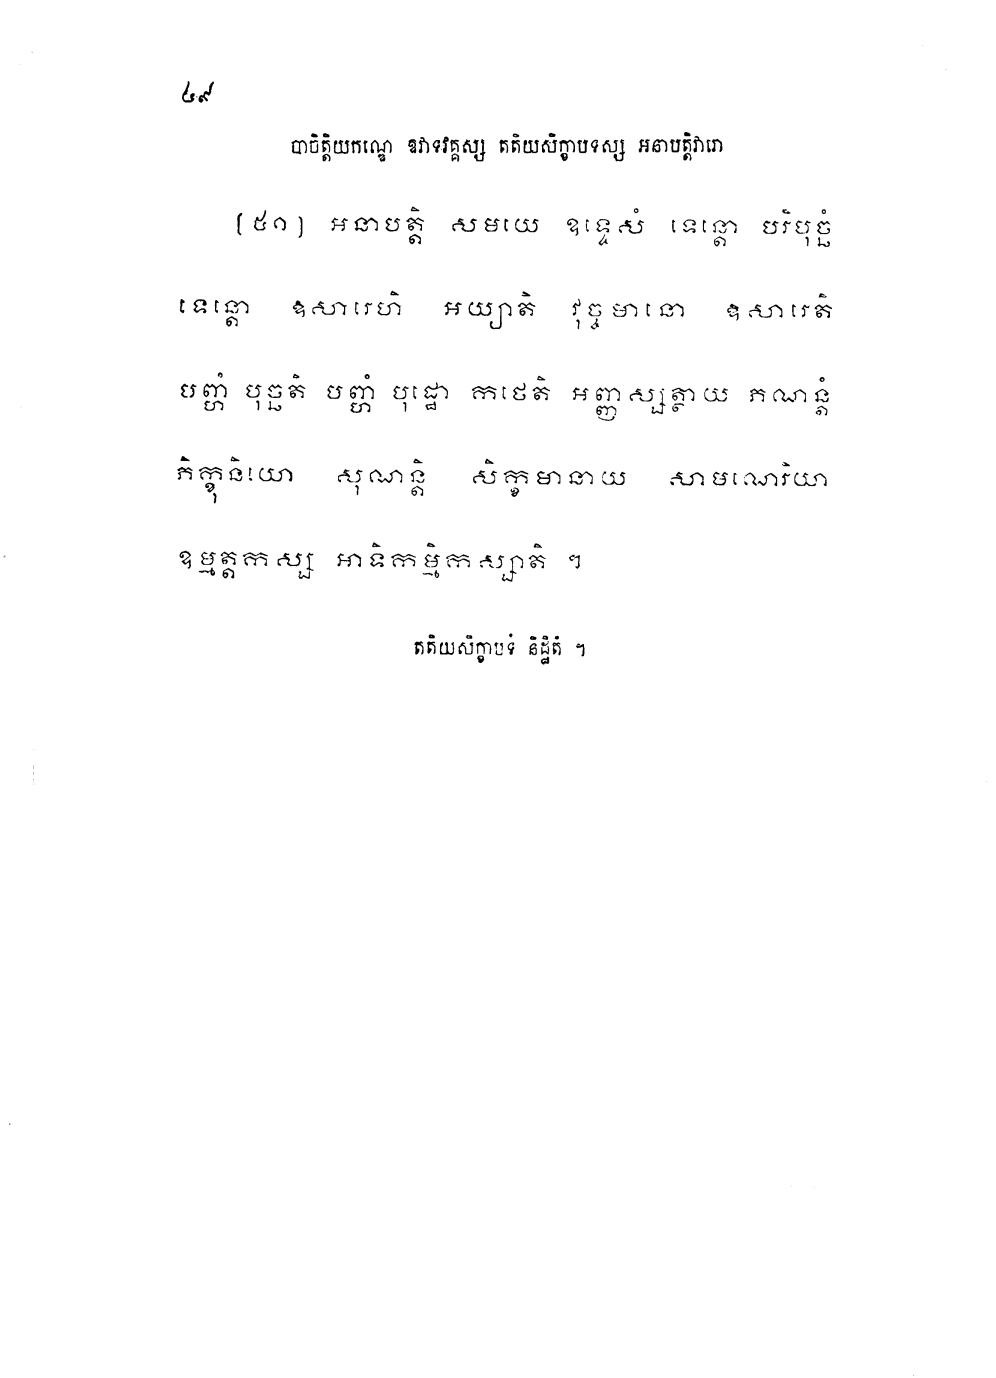 ៤៩
បាចិត្តិយកណ្ឌេ ឱវាទវគ្គស្ស តតិយសិក្ខាបទស្ស អនាបត្តិវារោ
[៥០] អនាបត្តិ សមយេ ឧទ្ទេសំ ទេន្តោ បរិបុច្ឆំ
ទេន្តោ ឱសារេហិ អយ្យាតិ វុច្ចមានោ ឱសារេតិ
បញ្ហំ បុច្ឆតិ បញ្ហំ បុដ្ឋោ កថេតិ អញ្ញស្សត្ថាយ ភណន្តំ
ភិក្ខុនិយោ សុណន្តិ សិក្ខមានាយ សាមណេរិយា
ឧម្មត្តកស្ស អាទិកម្មិកស្សាតិ ។
តតិយសិក្ខាបទំ និដ្ឋិតំ ។